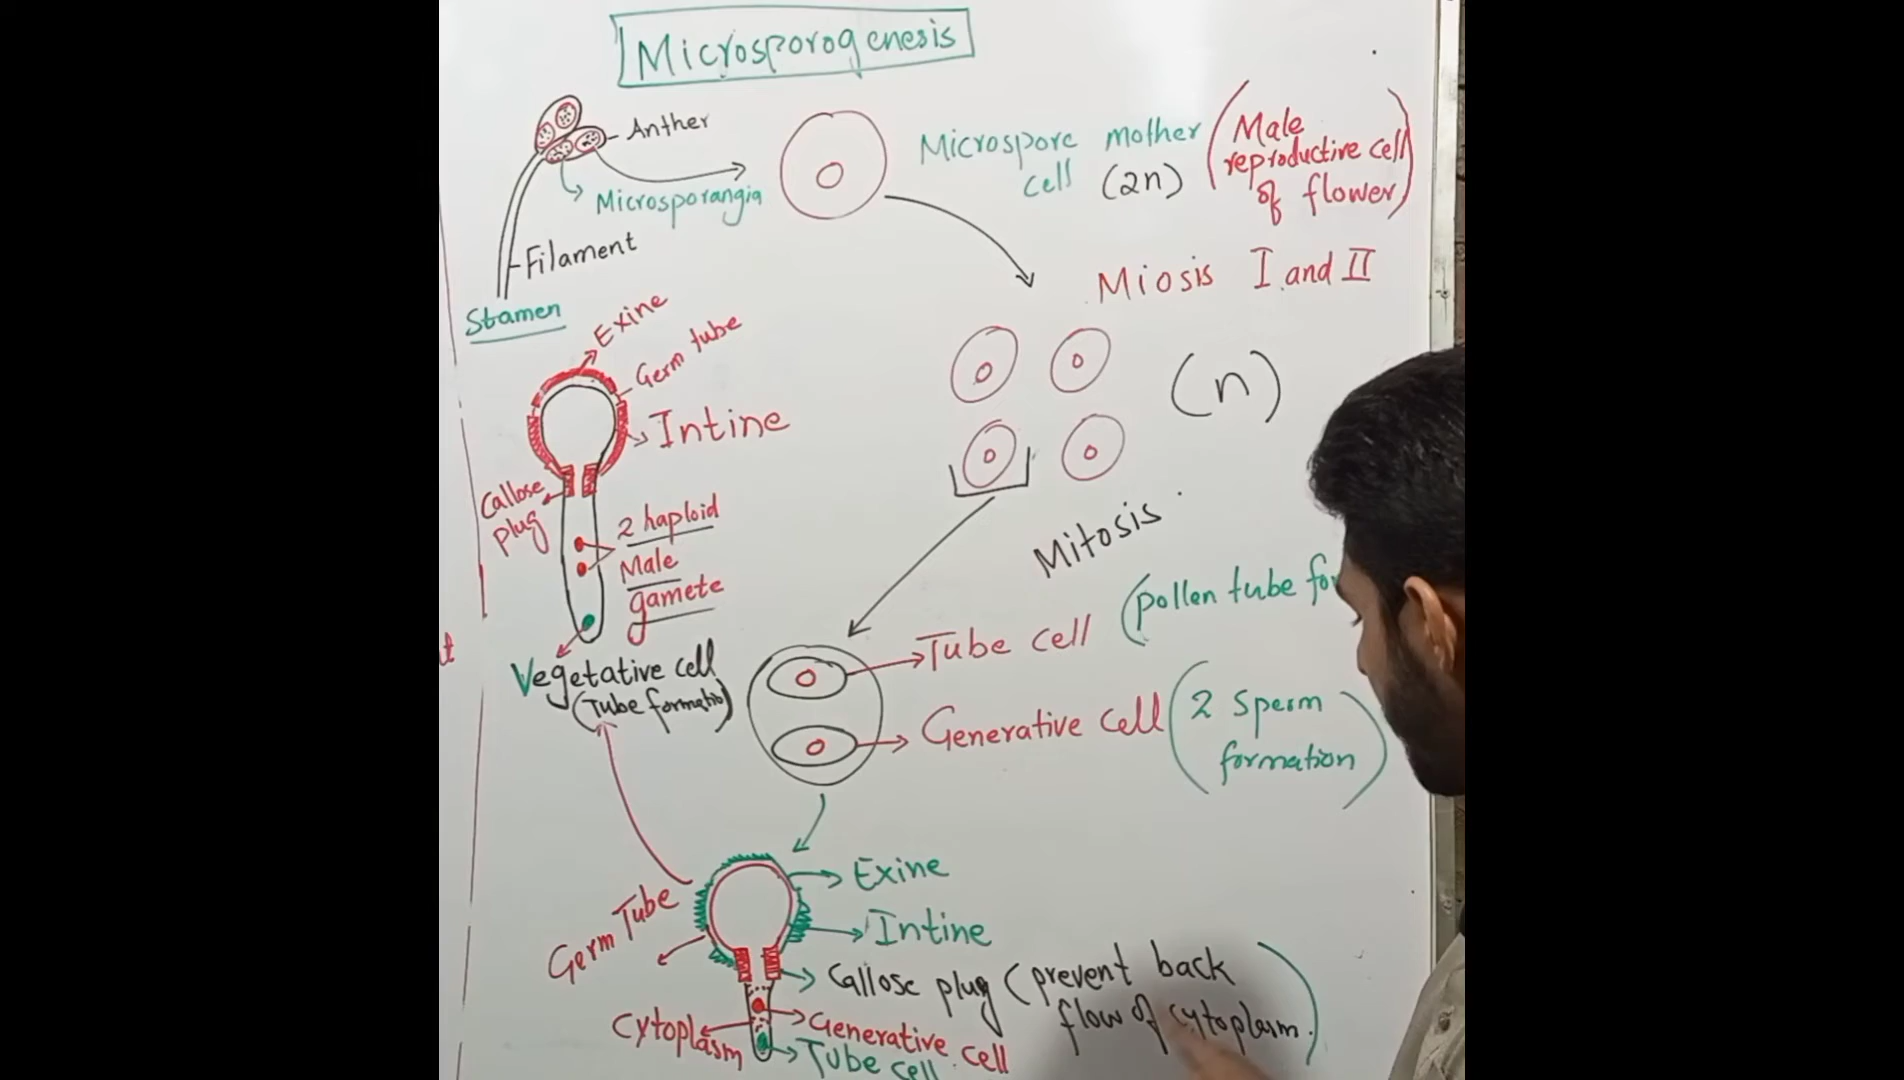 Microsporogenesis
Anther
Microsporangia
Filament
Stamen
Microspore mother
cell (2n)
(Male
reproductive cell
of flower)
Miosis I and II
(n)
Exine
Germ tube
Intine
Callose
plug
2 haploid
Male
gamete
Vegetative cell
(Tube formatio)
Mitosis
Tube cell
(pollen tube
Generative cell
(2 sperm
formation)
Exine
Intine
Germ Tube
Callose plug (prevent back
flow of cytoplasm.)
Cytoplasm
Generative cell
Tube cell